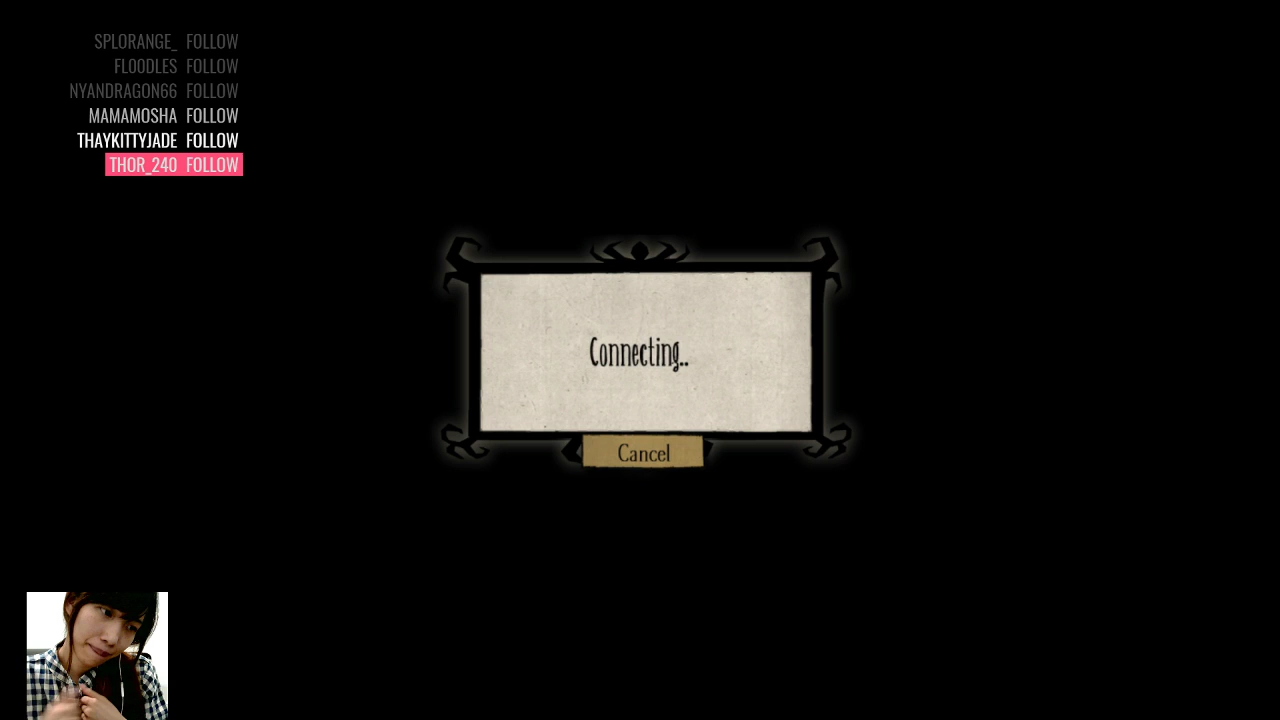 SPLORANGE_ FOLLOW
FLOODLES FOLLOW
NYANDRAGON66 FOLLOW
MAMAMOSHA FOLLOW
THAYKITTYJADE FOLLOW
THOR_240 FOLLOW
Connecting..
Cancel